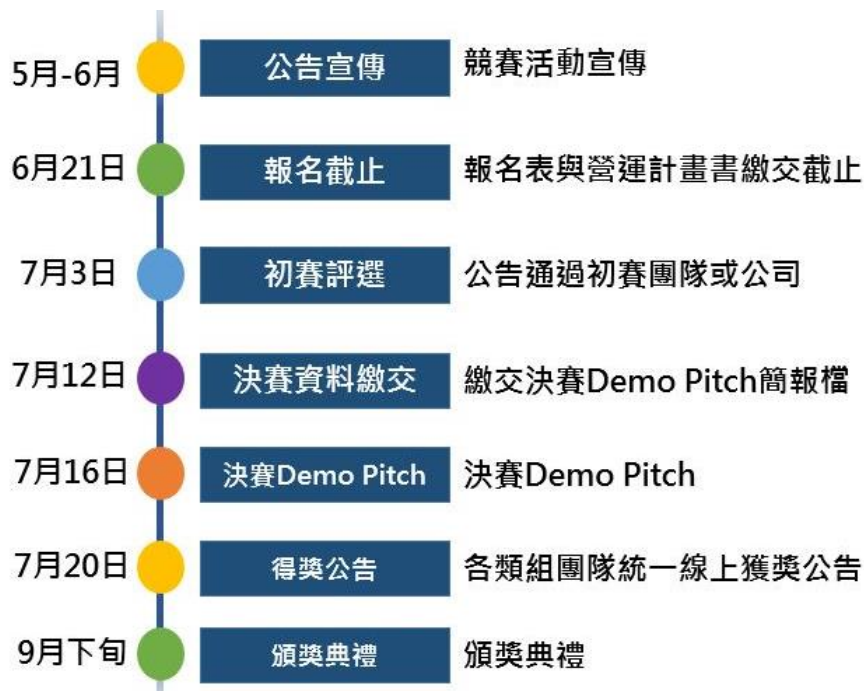 5月-6月 公告宣傳 競賽活動宣傳
6月21日 報名截止 報名表與營運計畫書繳交截止
7月3日 初賽評選 公告通過初賽團隊或公司
7月12日 決賽資料繳交 繳交決賽Demo Pitch簡報檔
7月16日 決賽Demo Pitch 決賽Demo Pitch
7月20日 得獎公告 各類組團隊統一線上獲獎公告
9月下旬 頒獎典禮 頒獎典禮